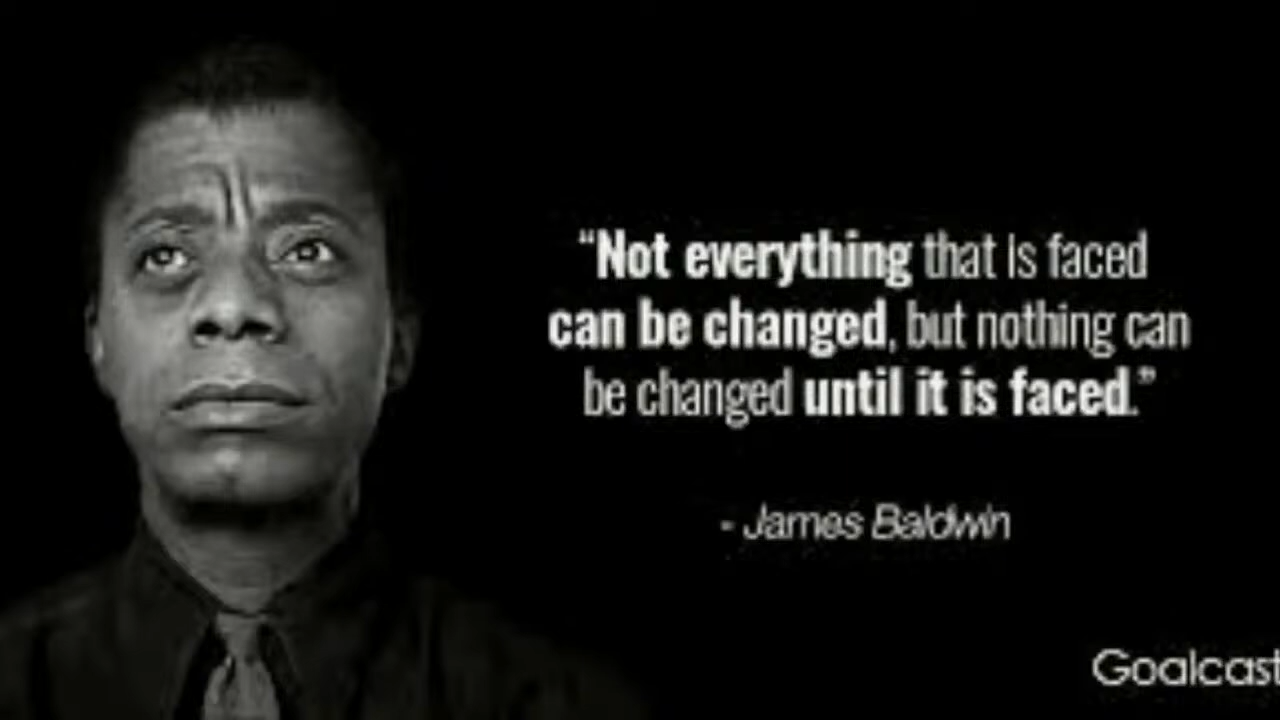 “Not everything that is faced
can be changed, but nothing can
be changed until it is faced.”
- James Baldwin
Goalcast